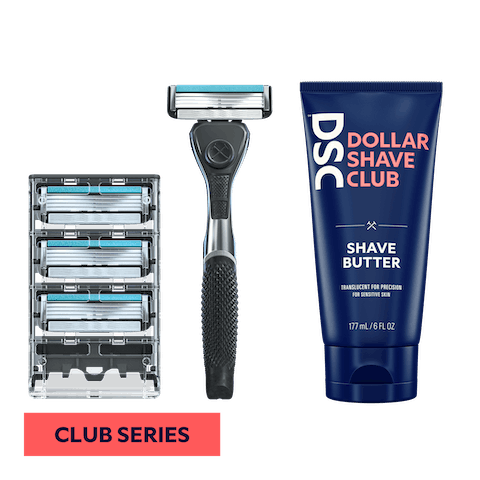 DSC
DOLLAR
SHAVE
CLUB
SHAVE
BUTTER
TRANSLUCENT FOR PRECISION
FOR SENSITIVE SKIN
177 mL / 6 FL OZ
CLUB SERIES